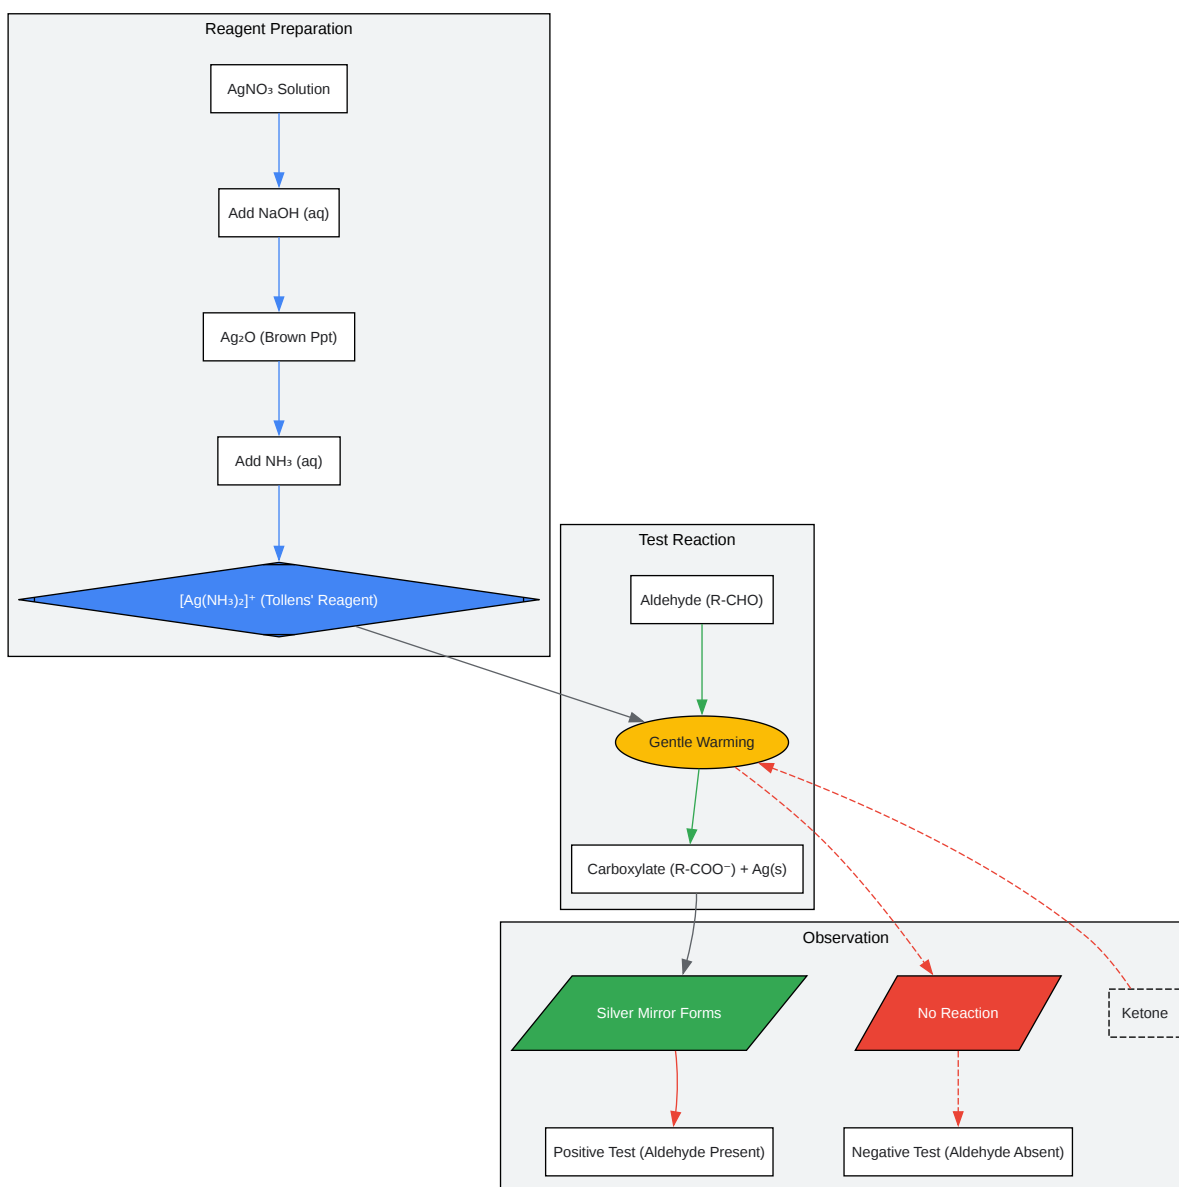 Reagent Preparation
AgNO₃ Solution
Add NaOH (aq)
Ag₂O (Brown Ppt)
Add NH₃ (aq)
[Ag(NH₃)₂]⁺ (Tollens' Reagent)
Test Reaction
Aldehyde (R-CHO)
Gentle Warming
Carboxylate (R-COO⁻) + Ag(s)
Observation
Silver Mirror Forms
No Reaction
Ketone
Positive Test (Aldehyde Present)
Negative Test (Aldehyde Absent)